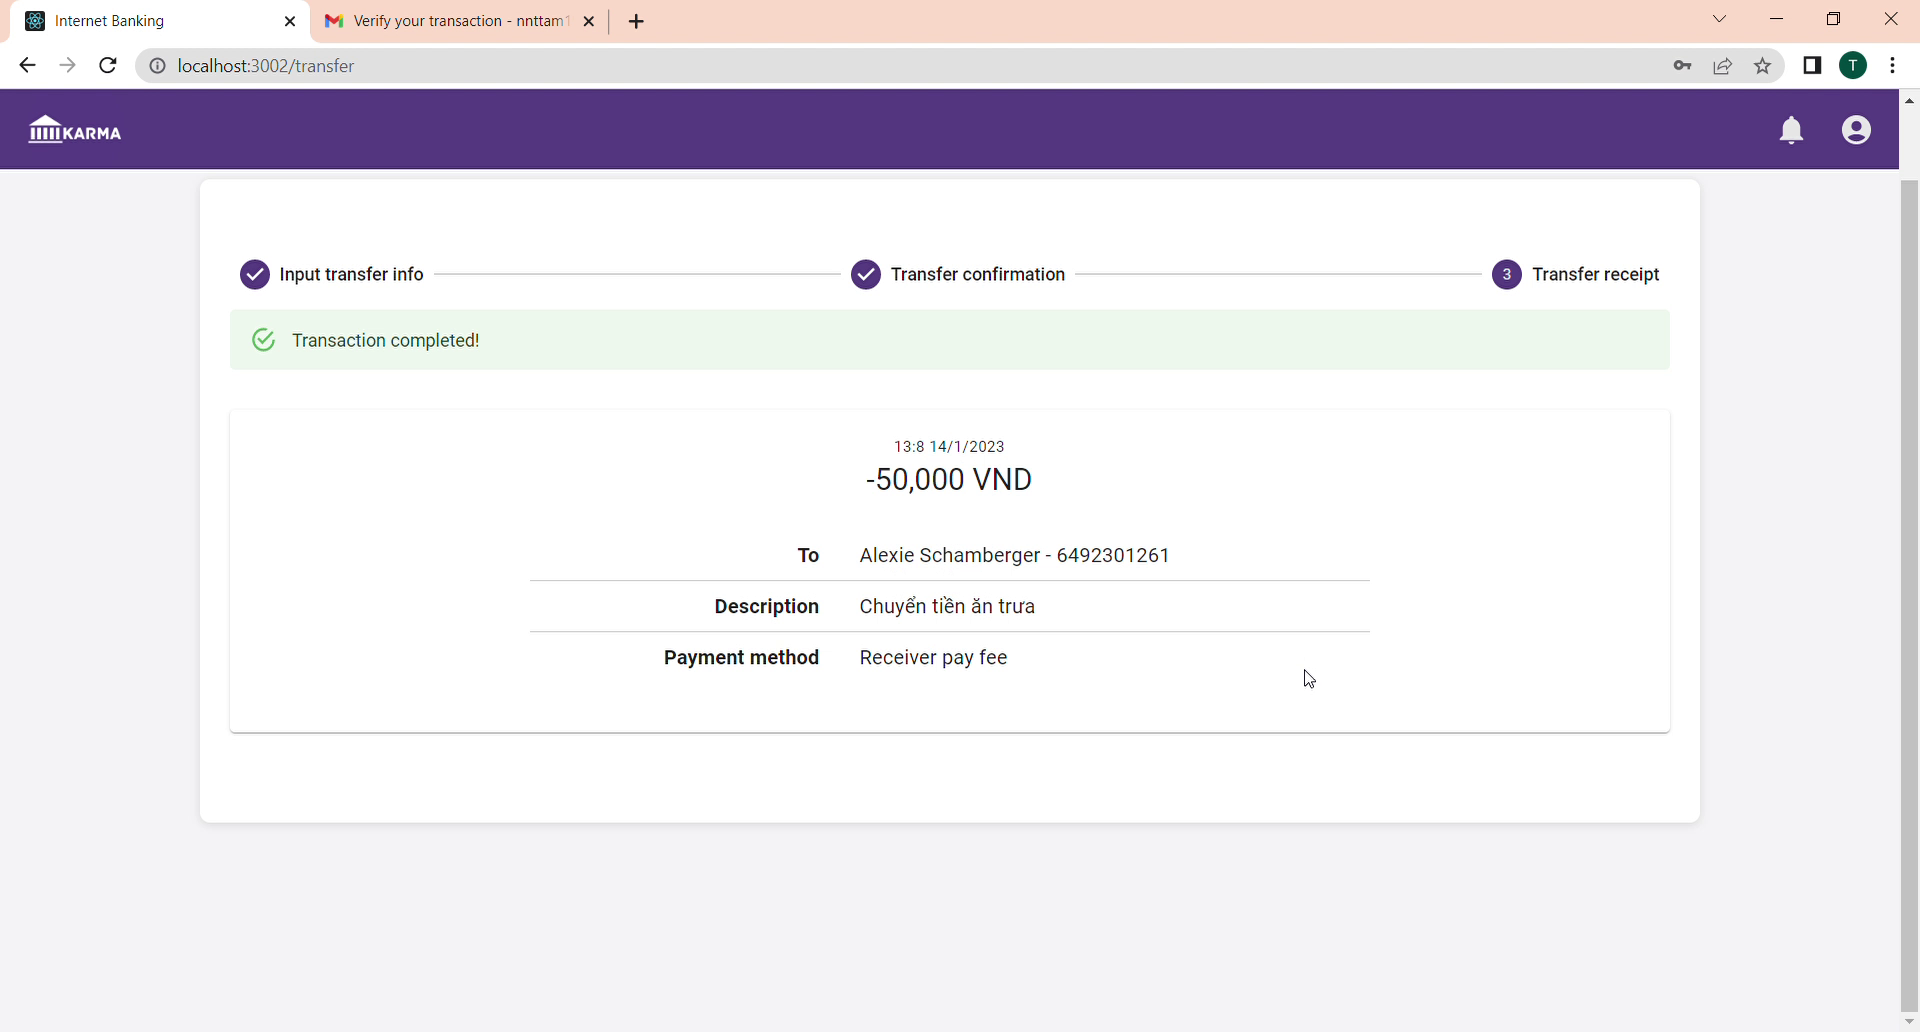 Internet Banking
Verify your transaction - nnttam1
localhost:3002/transfer
T
KARMA
Input transfer info
Transfer confirmation
3 Transfer receipt
Transaction completed!
13:8 14/1/2023
-50,000 VND
To Alexie Schamberger - 6492301261
Description Chuyển tiền ăn trưa
Payment method Receiver pay fee